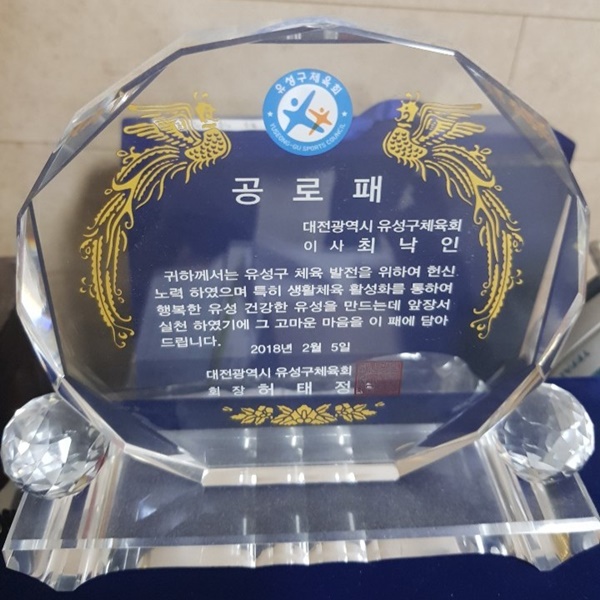 유성구체육회
YUSEONG-GU SPORTS COUNCIL
공로패
대전광역시 유성구체육회
이 사 최 낙 인
귀하께서는 유성구 체육 발전을 위하여 헌신
노력 하였으며 특히 생활체육 활성화를 통하여
행복한 유성 건강한 유성을 만드는데 앞장서
실천 하였기에 그 고마운 마음을 이 패에 담아
드립니다.
2018년 2월 5일
대전광역시 유성구체육회
회 장 허 태 정